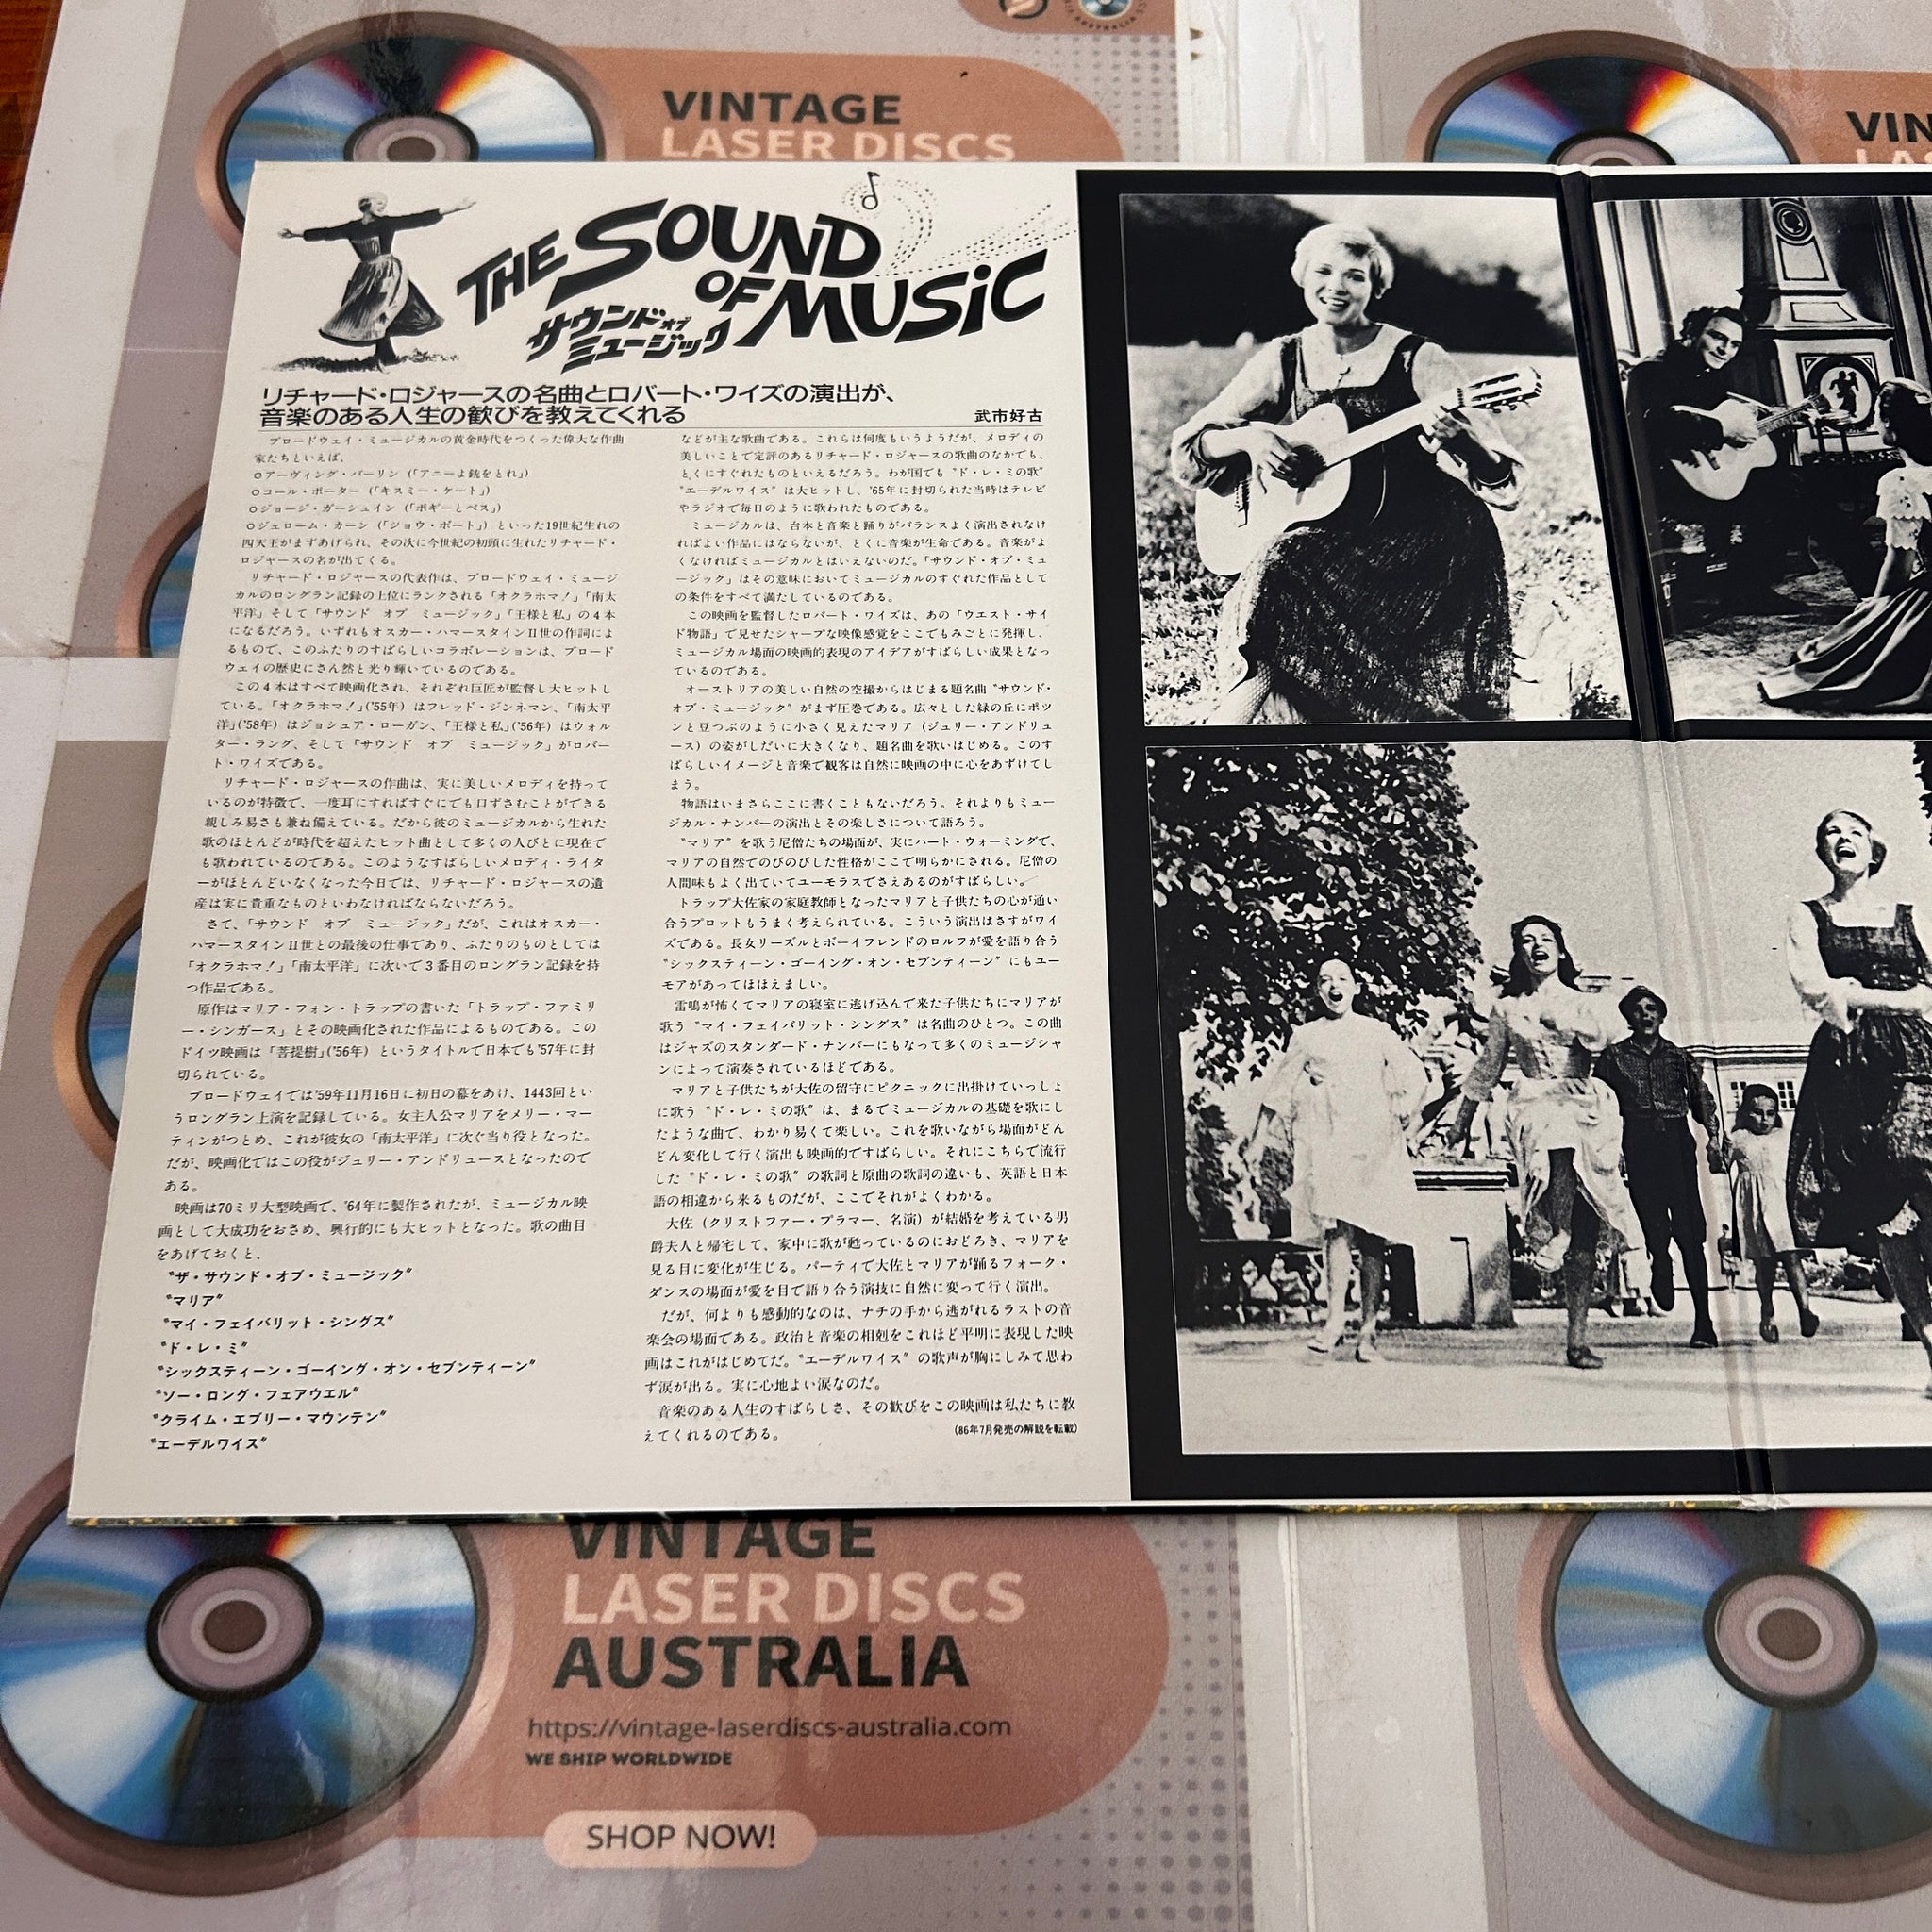 VINTAGE
LASER DISCS
VIN
THE SOUND
OF MUSiC
サウンド オブ
ミュージック
リチャード・ロジャースの名曲とロバート・ワイズの演出が、
音楽のある人生の歓びを教えてくれる
武市好古
ブロードウェイ・ミュージカルの黄金時代をつくった偉大な作曲
家たちといえば、
○アーヴィング・バーリン(「アニーよ銃をとれ」)
○コール・ポーター(「キスミー・ケート」)
○ジョージ・ガーシュイン(「ポギーとベス」)
○ジェローム・カーン(「ショウ・ボート」)といった19世紀生れの
四天王がまずあげられ、その次に今世紀の初頭に生れたリチャード・
ロジャースの名が出てくる。
リチャード・ロジャースの代表作は、ブロードウェイ・ミュージ
カルのロングラン記録の上位にランクされる「オクラホマ!」「南太
平洋」そして「サウンド オブ ミュージック」「王様と私」の4本
になるだろう。いずれもオスカー・ハマースタインII世の作詞によ
るもので、このふたりのすばらしいコラボレーションは、ブロード
ウェイの歴史にさん然と光り輝いているのである。
この4本はすべて映画化され、それぞれ巨匠が監督し大ヒットし
ている。「オクラホマ!」('55年)はフレッド・ジンネマン、「南太平
洋」('58年)はジョシュア・ローガン、「王様と私」('56年)はウォル
ター・ラング、そして「サウンド オブ ミュージック」がロバー
ト・ワイズである。
リチャード・ロジャースの作曲は、実に美しいメロディを持って
いるのが特徴で、一度耳にすればすぐにでも口ずさむことができる
親しみ易さも兼ね備えている。だから彼のミュージカルから生れた
歌のほとんどが時代を超えたヒット曲として多くの人びとに現在で
も歌われているのである。このようなすばらしいメロディ・ライタ
ーがほとんどいなくなった今日では、リチャード・ロジャースの遺
産は実に貴重なものといわなければならないだろう。
さて、「サウンド オブ ミュージック」だが、これはオスカー・
ハマースタインII世との最後の仕事であり、ふたりのものとしては
「オクラホマ!」「南太平洋」に次いで3番目のロングラン記録を持
つ作品である。
原作はマリア・フォン・トラップの書いた「トラップ・ファミリ
ー・シンガース」とその映画化された作品によるものである。この
ドイツ映画は「菩提樹」('56年)というタイトルで日本でも'57年に封
切られている。
ブロードウェイでは'59年11月16日に初日の幕をあけ、1443回とい
うロングラン上演を記録している。女主人公マリアをメリー・マー
ティンがつとめ、これが彼女の「南太平洋」に次ぐ当り役となった。
だが、映画化ではこの役がジュリー・アンドリュースとなったので
ある。
映画は70ミリ大型映画で、'64年に製作されたが、ミュージカル映
画として大成功をおさめ、興行的にも大ヒットとなった。歌の曲目
をあげておくと、
"ザ・サウンド・オブ・ミュージック"
"マリア"
"マイ・フェイバリット・シングス"
"ド・レ・ミ"
"シックスティーン・ゴーイング・オン・セブンティーン"
"ソー・ロング・フェアウエル"
"クライム・エブリー・マウンテン"
"エーデルワイス"
などが主な歌曲である。これらは何度もいうようだが、メロディの
美しいことで定評のあるリチャード・ロジャースの歌曲のなかでも、
とくにすぐれたものといえるだろう。わが国でも"ド・レ・ミの歌"
"エーデルワイス"は大ヒットし、'65年に封切られた当時はテレビ
やラジオで毎日のように歌われたものである。
ミュージカルは、台本と音楽と踊りがバランスよく演出されなけ
ればよい作品にはならないが、とくに音楽が生命である。音楽がよ
くなければミュージカルとはいえないのだ。「サウンド・オブ・ミュ
ージック」はその意味においてミュージカルのすぐれた作品として
の条件をすべて満たしているのである。
この映画を監督したロバート・ワイズは、あの「ウエスト・サイ
ド物語」で見せたシャープな映像感覚をここでもみごとに発揮し、
ミュージカル場面の映画的表現のアイデアがすばらしい成果となっ
ているのである。
オーストリアの美しい自然の空撮からはじまる題名曲"サウンド・
オブ・ミュージック"がまず圧巻である。広々とした緑の丘にポツ
ンと豆つぶのように小さく見えたマリア(ジュリー・アンドリュ
ース)の姿がしだいに大きくなり、題名曲を歌いはじめる。このす
ばらしいイメージと音楽で観客は自然に映画の中に心をあずけてし
まう。
物語はいまさらここに書くこともないだろう。それよりもミュー
ジカル・ナンバーの演出とその楽しさについて語ろう。
"マリア"を歌う尼僧たちの場面が、実にハート・ウォーミングで、
マリアの自然でのびのびした性格がここで明らかにされる。尼僧の
人間味もよく出ていてユーモラスでさえあるのがすばらしい。
トラップ大佐家の家庭教師となったマリアと子供たちの心が通い
合うプロットもうまく考えられている。こういう演出はさすがワイ
ズである。長女リーズルとボーイフレンドのロルフが愛を語り合う
"シックスティーン・ゴーイング・オン・セブンティーン"にもユー
モアがあってほほえましい。
雷鳴が怖くてマリアの寝室に逃げ込んで来た子供たちにマリアが
歌う"マイ・フェイバリット・シングス"は名曲のひとつ。この曲
はジャズのスタンダード・ナンバーにもなって多くのミュージシャ
ンによって演奏されているほどである。
マリアと子供たちが大佐の留守にピクニックに出掛けていっしょ
に歌う"ド・レ・ミの歌"は、まるでミュージカルの基礎を歌にし
たような曲で、わかり易くて楽しい。これを歌いながら場面がどん
どん変化して行く演出も映画的ですばらしい。それにこちらで流行
した"ド・レ・ミの歌"の歌詞と原曲の歌詞の違いも、英語と日本
語の相違から来るものだが、ここでそれがよくわかる。
大佐(クリストファー・プラマー、名演)が結婚を考えている男
爵夫人と帰宅して、家中に歌が甦っているのにおどろき、マリアを
見る目に変化が生じる。パーティで大佐とマリアが踊るフォーク・
ダンスの場面が愛を目で語り合う演技に自然に変って行く演出。
だが、何よりも感動的なのは、ナチの手から逃がれるラストの音
楽会の場面である。政治と音楽の相剋をこれほど平明に表現した映
画はこれがはじめてだ。"エーデルワイス"の歌声が胸にしみて思わ
ず涙が出る。実に心地よい涙なのだ。
音楽のある人生のすばらしさ、その歓びをこの映画は私たちに教
えてくれるのである。
(86年7月発売の解説を転載)
VINTAGE
LASER DISCS
AUSTRALIA
https://vintage-laserdiscs-australia.com
WE SHIP WORLDWIDE
SHOP NOW!